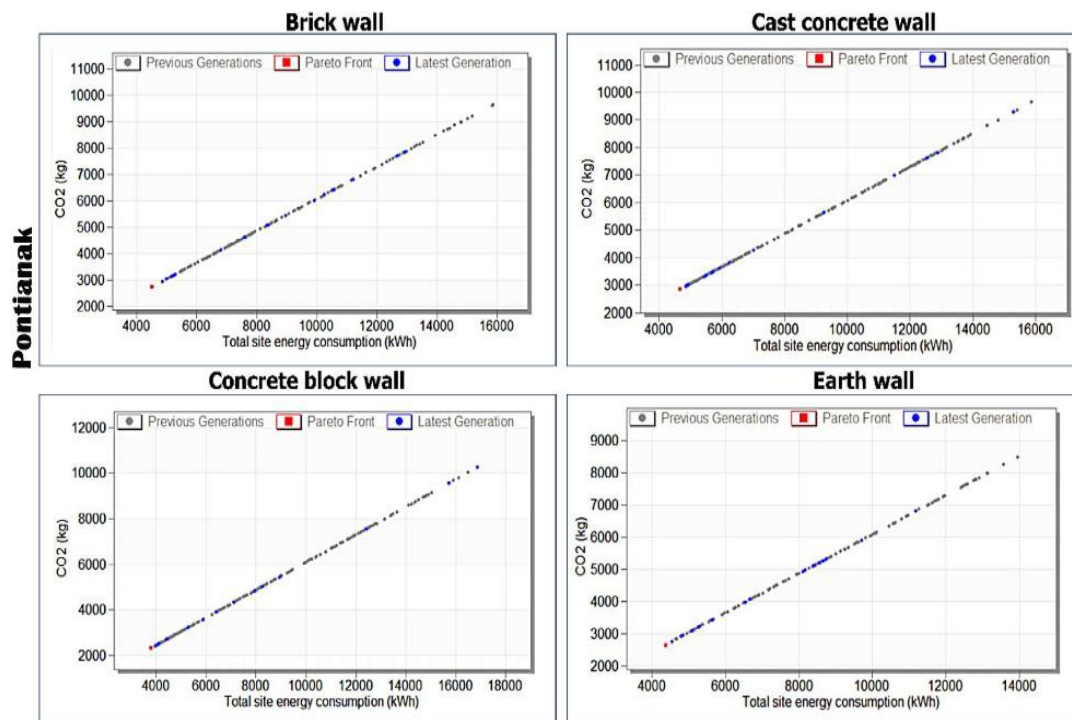 Pontianak
Brick wall
Previous Generations Pareto Front Latest Generation
11000
10000
9000
8000
7000
6000
5000
4000
3000
2000
CO2 (kg)
4000 6000 8000 10000 12000 14000 16000
Total site energy consumption (kWh)
Cast concrete wall
Previous Generations Pareto Front Latest Generation
11000
10000
9000
8000
7000
6000
5000
4000
3000
2000
CO2 (kg)
4000 6000 8000 10000 12000 14000 16000
Total site energy consumption (kWh)
Concrete block wall
Previous Generations Pareto Front Latest Generation
12000
10000
8000
6000
4000
2000
CO2 (kg)
4000 6000 8000 10000 12000 14000 16000 18000
Total site energy consumption (kWh)
Earth wall
Previous Generations Pareto Front Latest Generation
9000
8000
7000
6000
5000
4000
3000
2000
CO2 (kg)
4000 6000 8000 10000 12000 14000
Total site energy consumption (kWh)